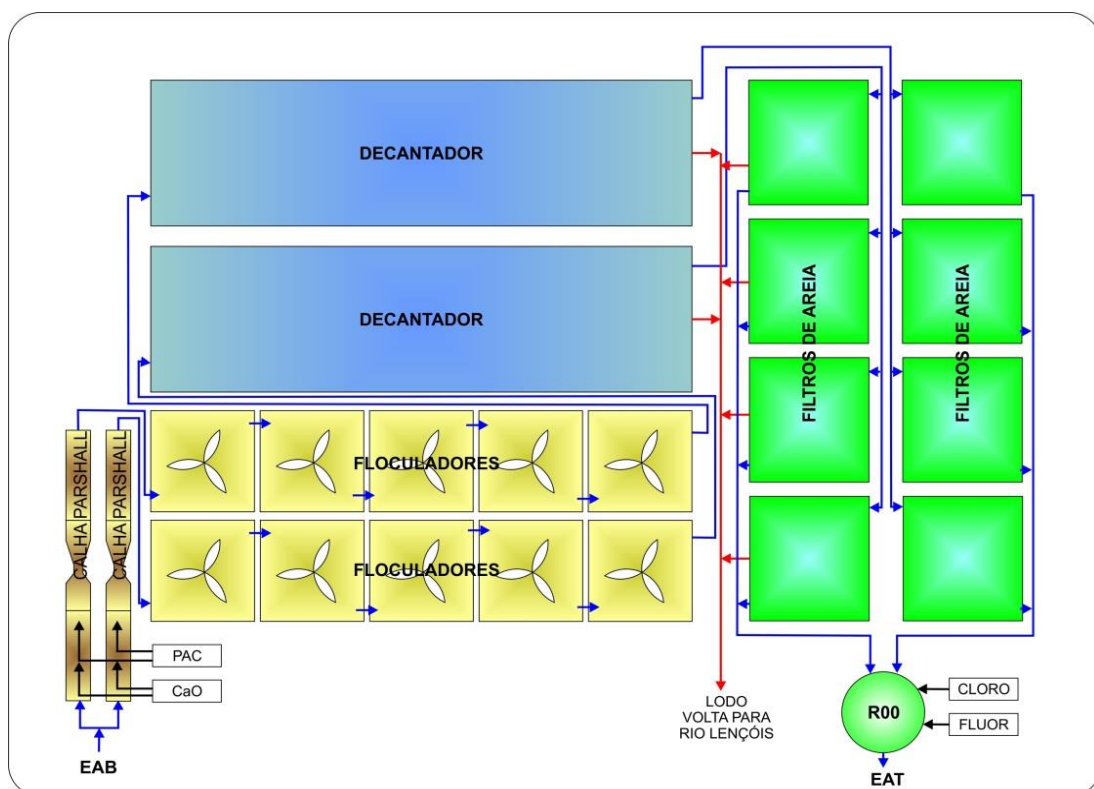 DECANTADOR
DECANTADOR
FILTROS DE AREIA
FILTROS DE AREIA
CALHA PARSHALL
CALHA PARSHALL
FLOCULADORES
FLOCULADORES
PAC
CaO
EAB
LODO
VOLTA PARA
RIO LENÇÓIS
R00
CLORO
FLUOR
EAT